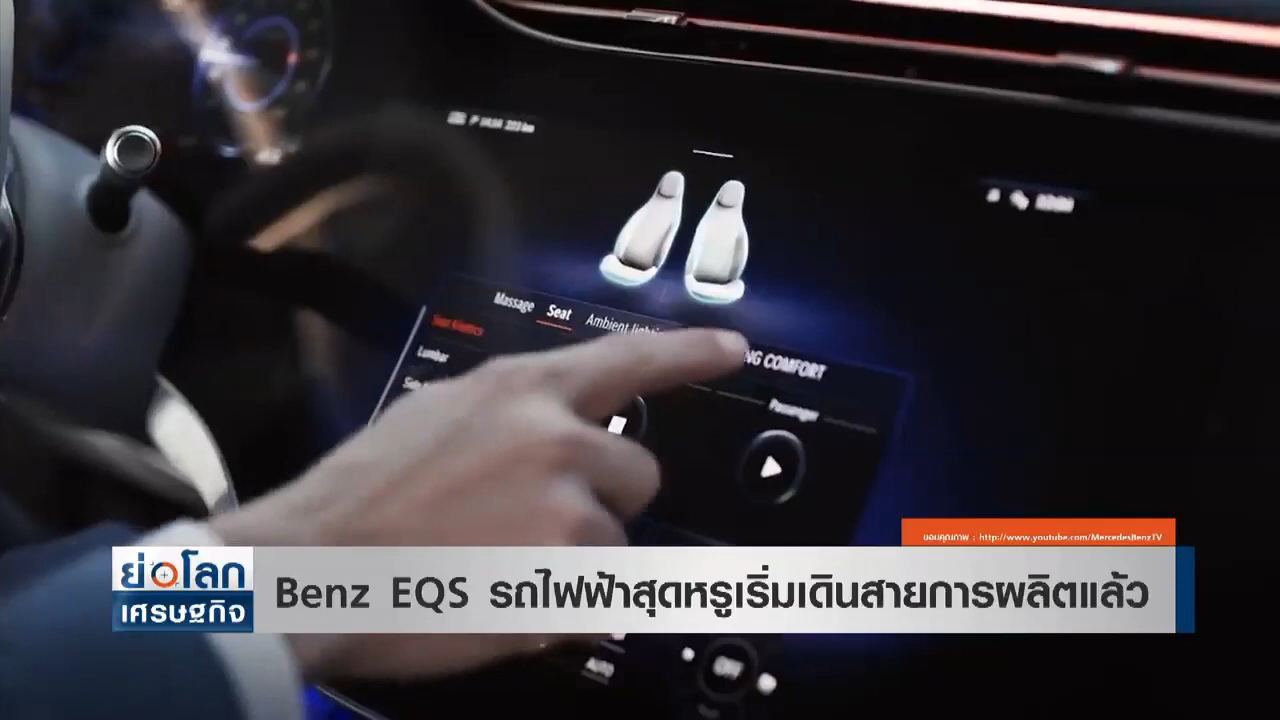 Massage Seat Ambient
NG COMFORT
Lumbar
Passenger
ขอบคุณภาพ : http://www.youtube.com/MercedesBenzTV
ย่อโลก
เศรษฐกิจ
Benz EQS รถไฟฟ้าสุดหรูเริ่มเดินสายการผลิตแล้ว
AUTO
OFF